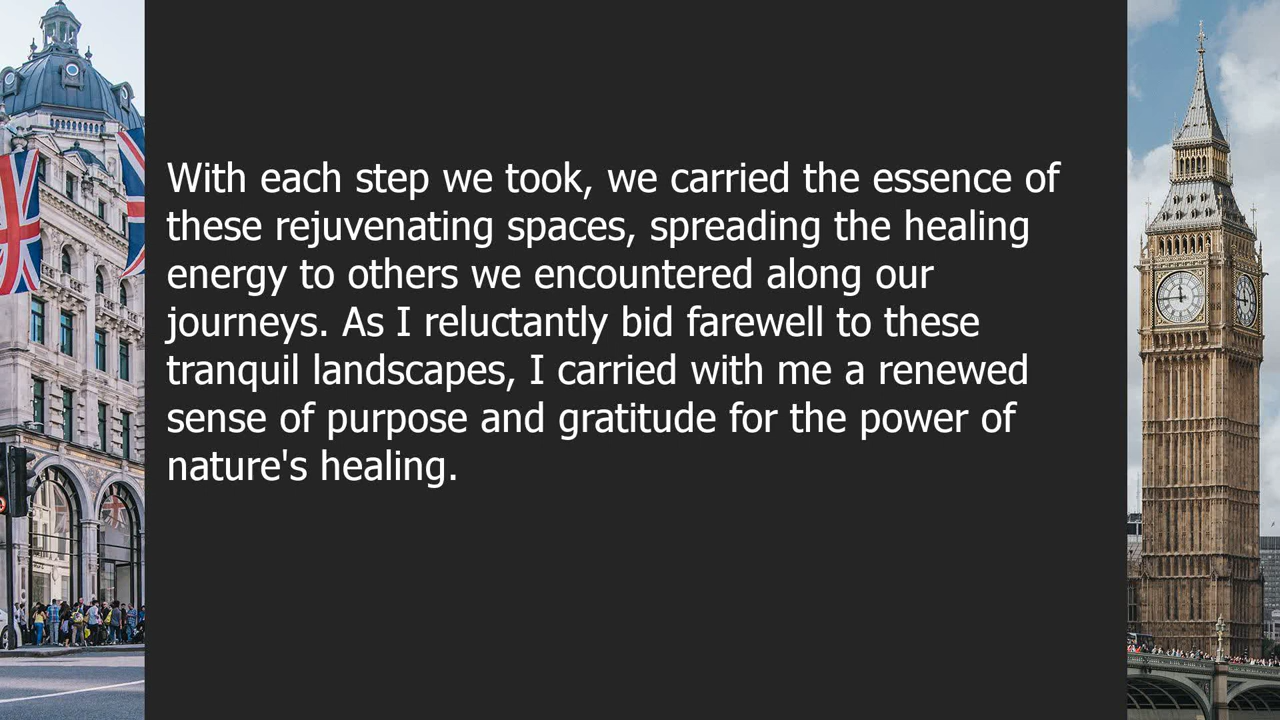 With each step we took, we carried the essence of
these rejuvenating spaces, spreading the healing
energy to others we encountered along our
journeys. As I reluctantly bid farewell to these
tranquil landscapes, I carried with me a renewed
sense of purpose and gratitude for the power of
nature's healing.